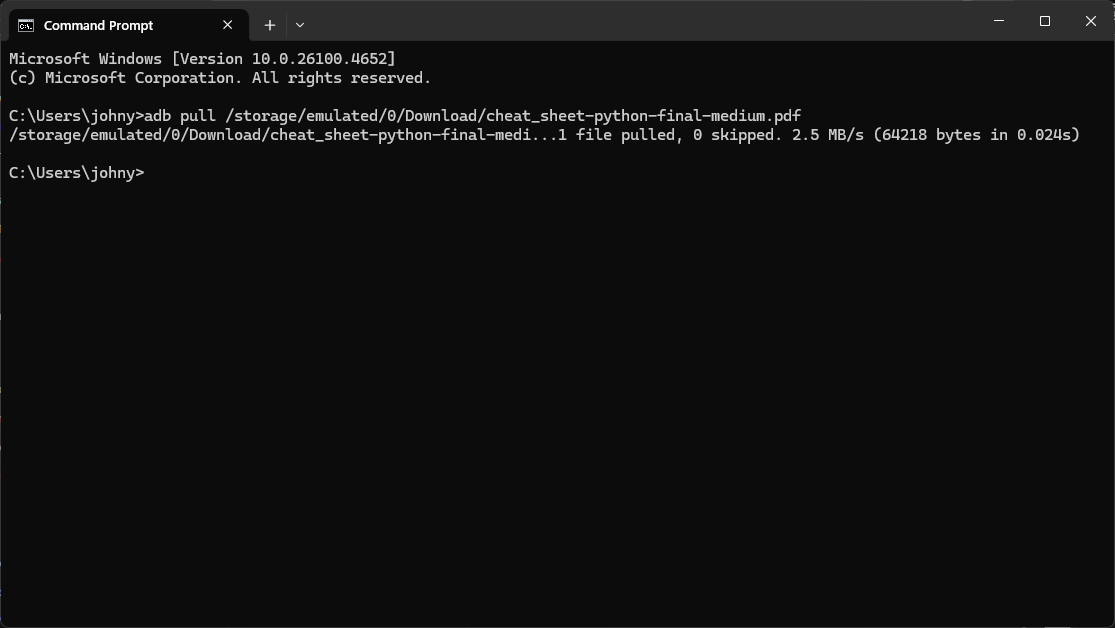 Command Prompt
Microsoft Windows [Version 10.0.26100.4652]
(c) Microsoft Corporation. All rights reserved.
C:\Users\johny>adb pull /storage/emulated/0/Download/cheat_sheet-python-final-medium.pdf
/storage/emulated/0/Download/cheat_sheet-python-final-medi...1 file pulled, 0 skipped. 2.5 MB/s (64218 bytes in 0.024s)
C:\Users\johny>